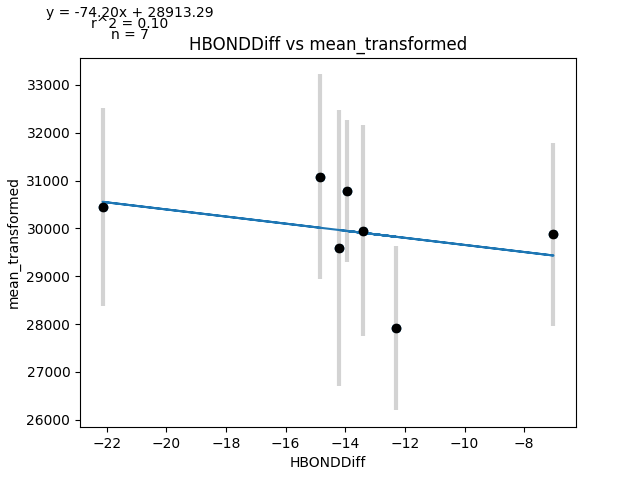 y = -74.20x + 28913.29
r^2 = 0.10
n = 7
HBONDDiff vs mean_transformed
mean_transformed
33000
32000
31000
30000
29000
28000
27000
26000
−22
−20
−18
−16
−14
−12
−10
−8
HBONDDiff